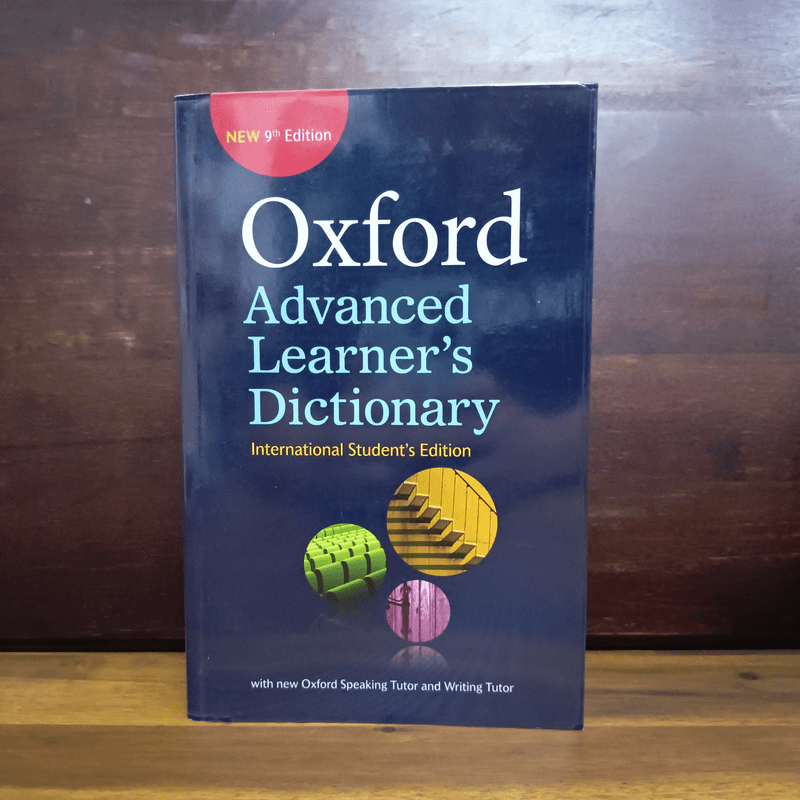 NEW 9th Edition
Oxford
Advanced
Learner's
Dictionary
International Student's Edition
with new Oxford Speaking Tutor and Writing Tutor